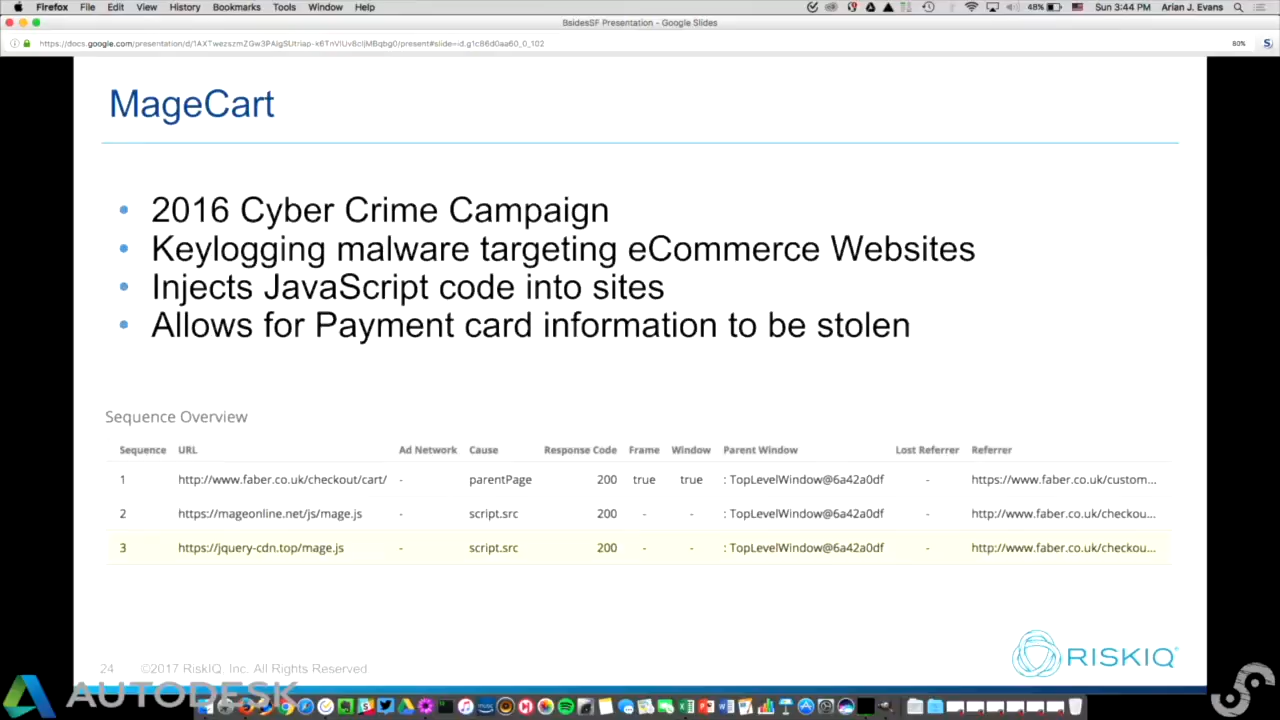 Firefox File Edit View History Bookmarks Tools Window Help 48% Sun 3:44 PM Arian J. Evans
BsidesSF Presentation - Google Slides
80%
MageCart
• 2016 Cyber Crime Campaign
• Keylogging malware targeting eCommerce Websites
• Injects JavaScript code into sites
• Allows for Payment card information to be stolen
Sequence Overview
Sequence URL Ad Network Cause Response Code Frame Window Parent Window Lost Referrer Referrer
1 http://www.faber.co.uk/checkout/cart/ - parentPage 200 true true : TopLevelWindow@6a42a0df - https://www.faber.co.uk/custom...
2 https://mageonline.net/js/mage.js - script.src 200 - - : TopLevelWindow@6a42a0df - http://www.faber.co.uk/checkou...
3 https://jquery-cdn.top/mage.js - script.src 200 - - : TopLevelWindow@6a42a0df - http://www.faber.co.uk/checkou...
RISKIQ
24 ©2017 RiskIQ, Inc. All Rights Reserved
AUTODESK